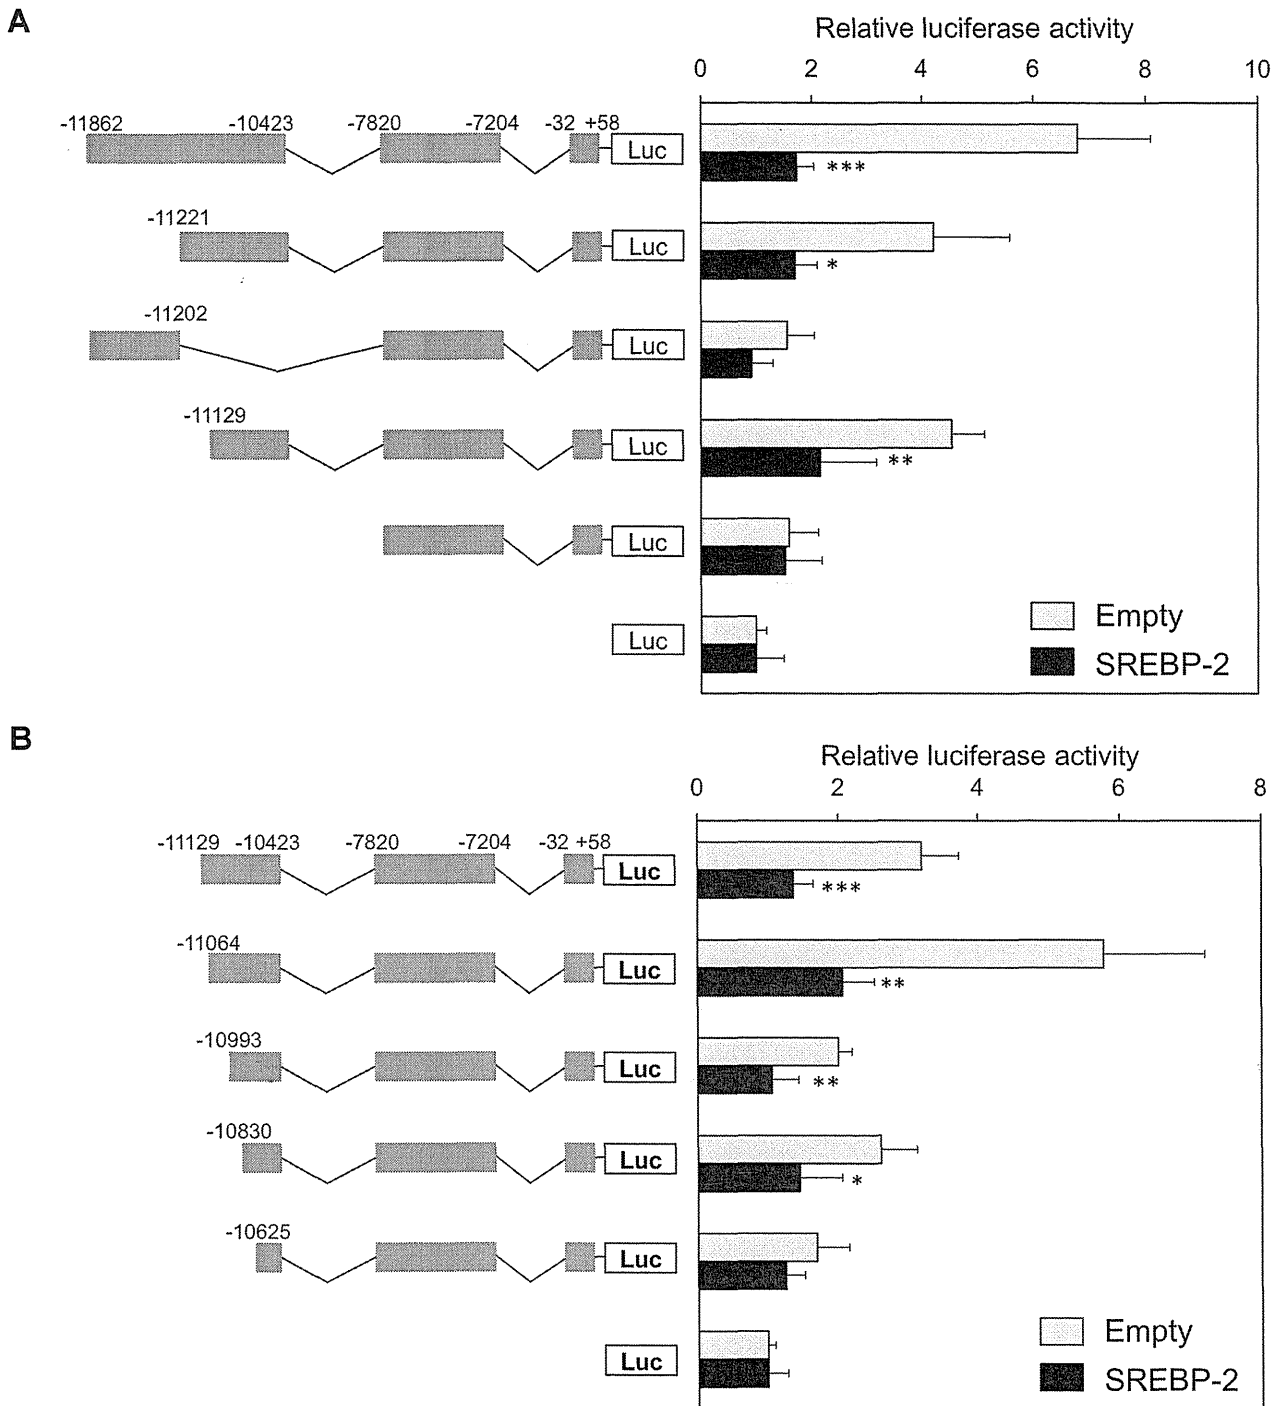 A
Relative luciferase activity
0 2 4 6 8 10
-11862 -10423 -7820 -7204 -32 +58
Luc
***
-11221
Luc
*
-11202
Luc
-11129
Luc
**
Luc
Luc
Empty
SREBP-2
B
Relative luciferase activity
0 2 4 6 8
-11129 -10423 -7820 -7204 -32 +58
Luc
***
-11064
Luc
**
-10993
Luc
**
-10830
Luc
*
-10625
Luc
Luc
Empty
SREBP-2